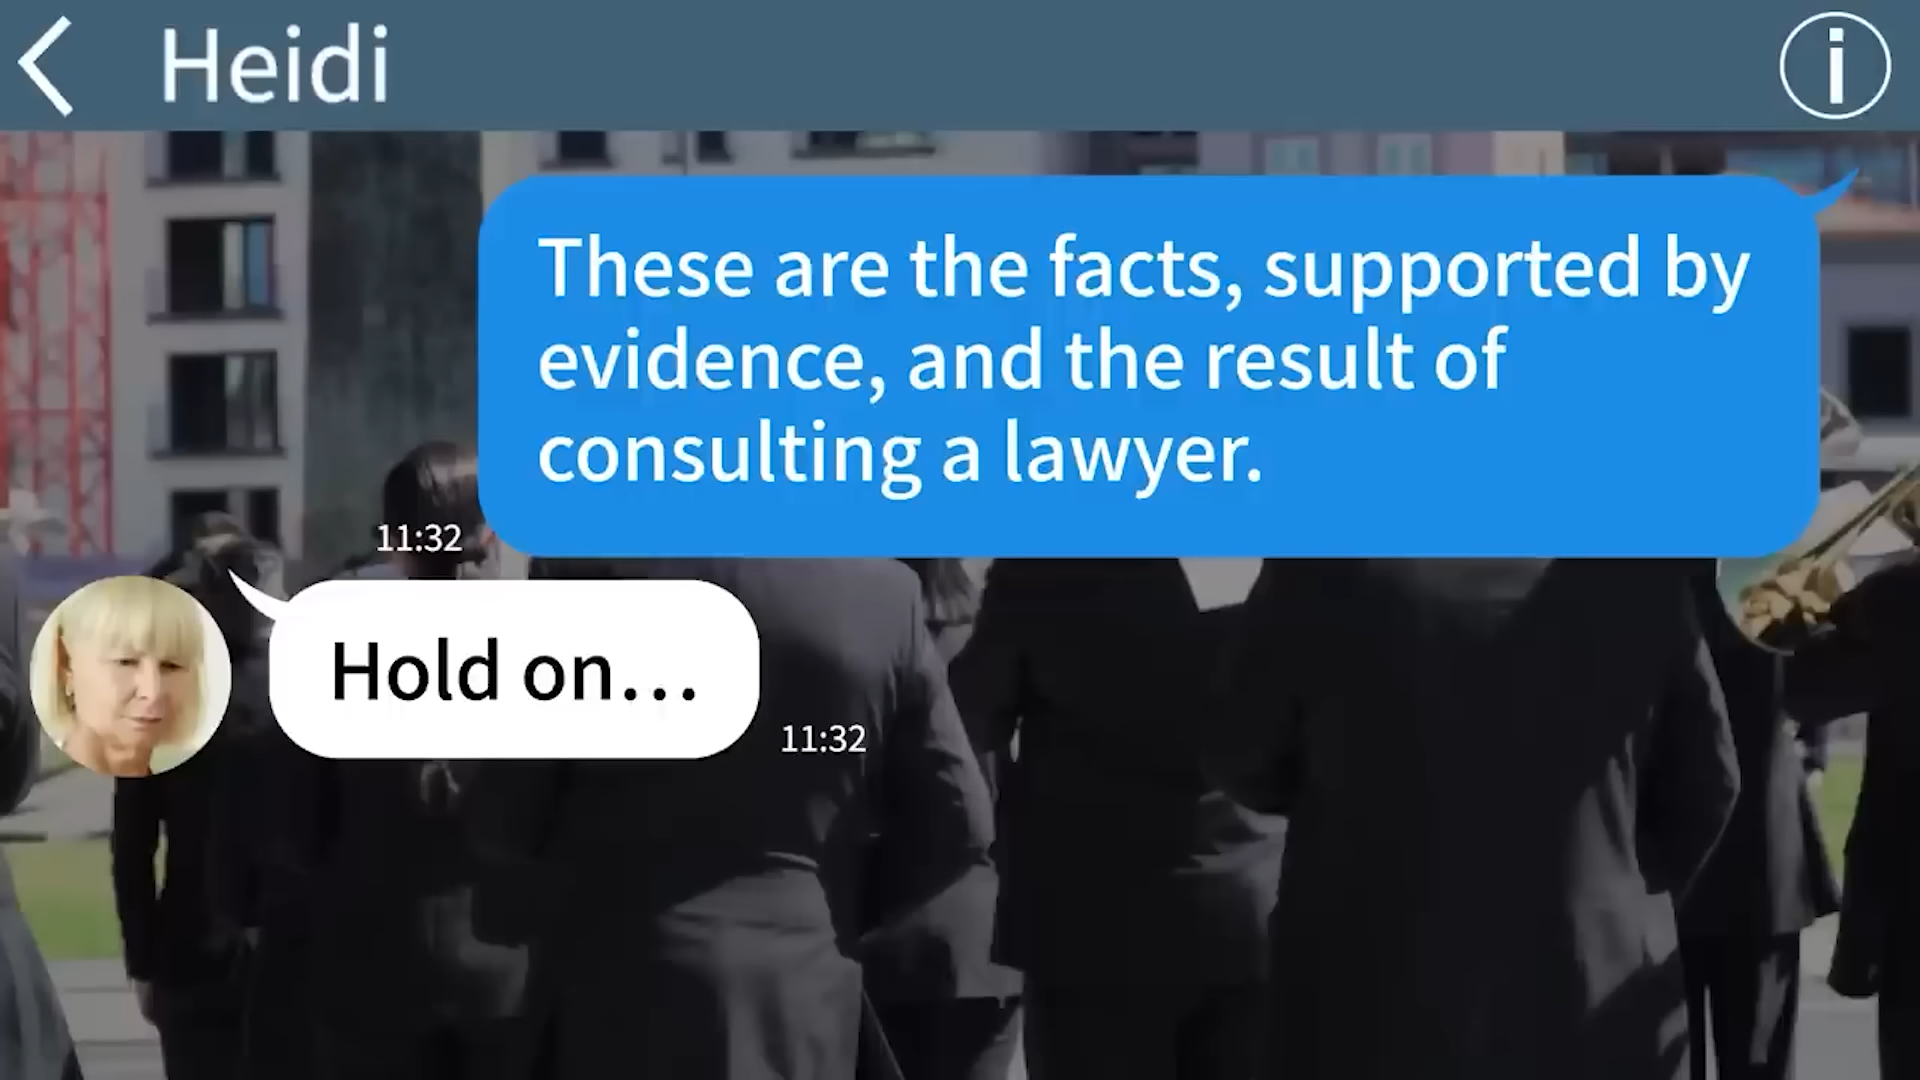 Heidi
These are the facts, supported by
evidence, and the result of
consulting a lawyer.
11:32
Hold on...
11:32